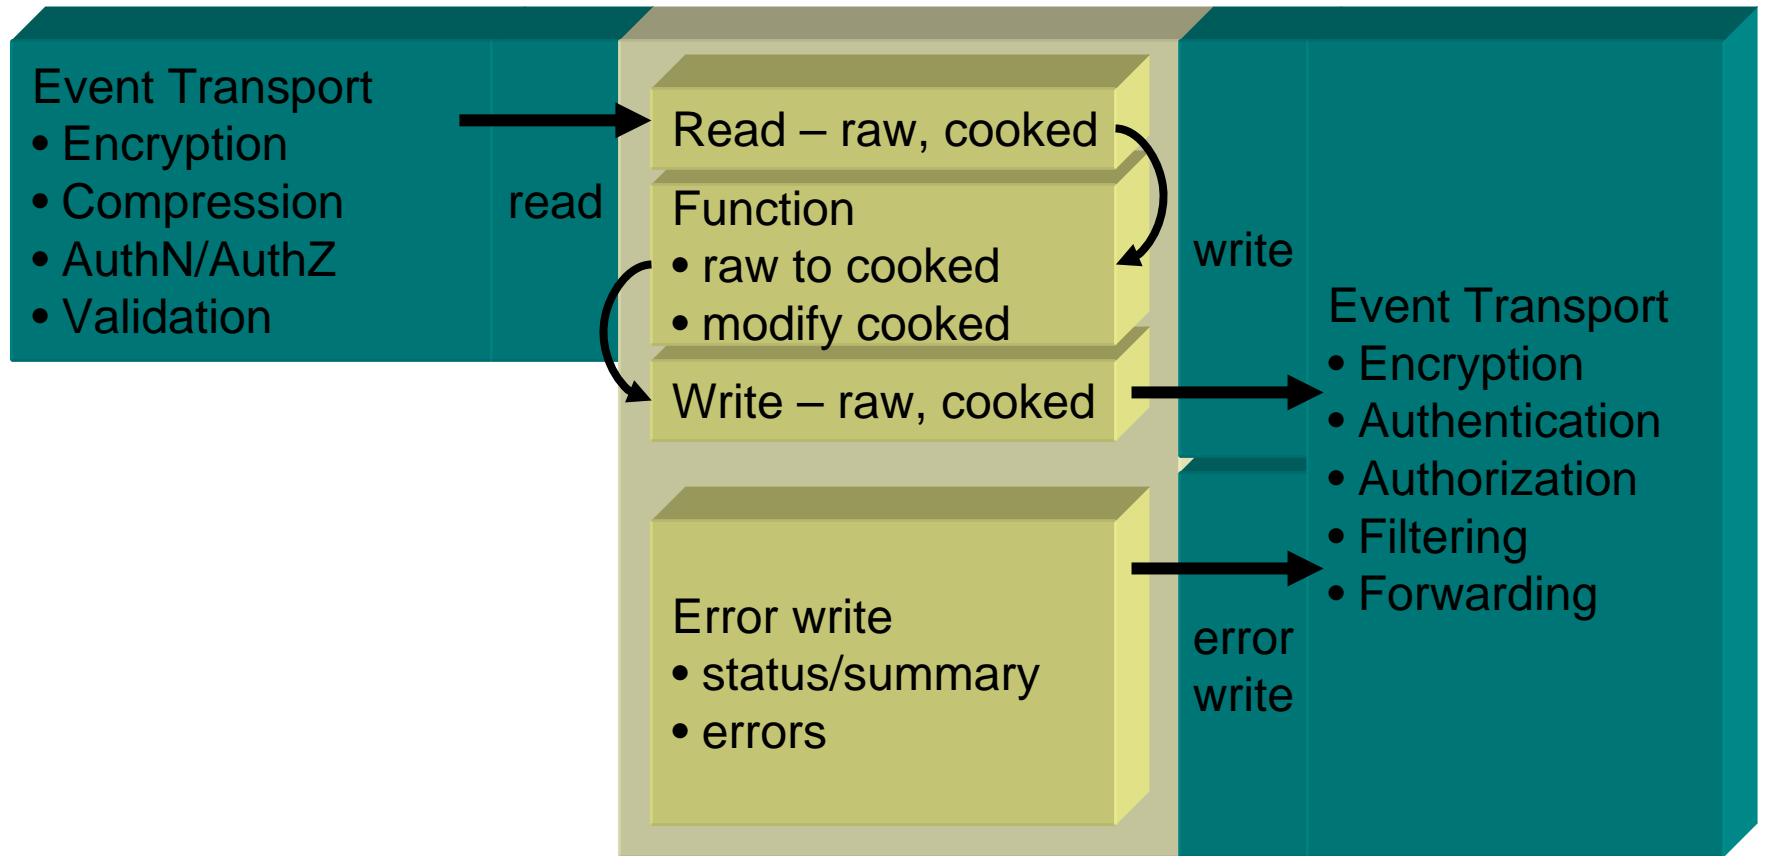 Event Transport
• Encryption
• Compression
• AuthN/AuthZ
• Validation
read
Read – raw, cooked
Function
• raw to cooked
• modify cooked
Write – raw, cooked
Error write
• status/summary
• errors
write
error
write
Event Transport
• Encryption
• Authentication
• Authorization
• Filtering
• Forwarding